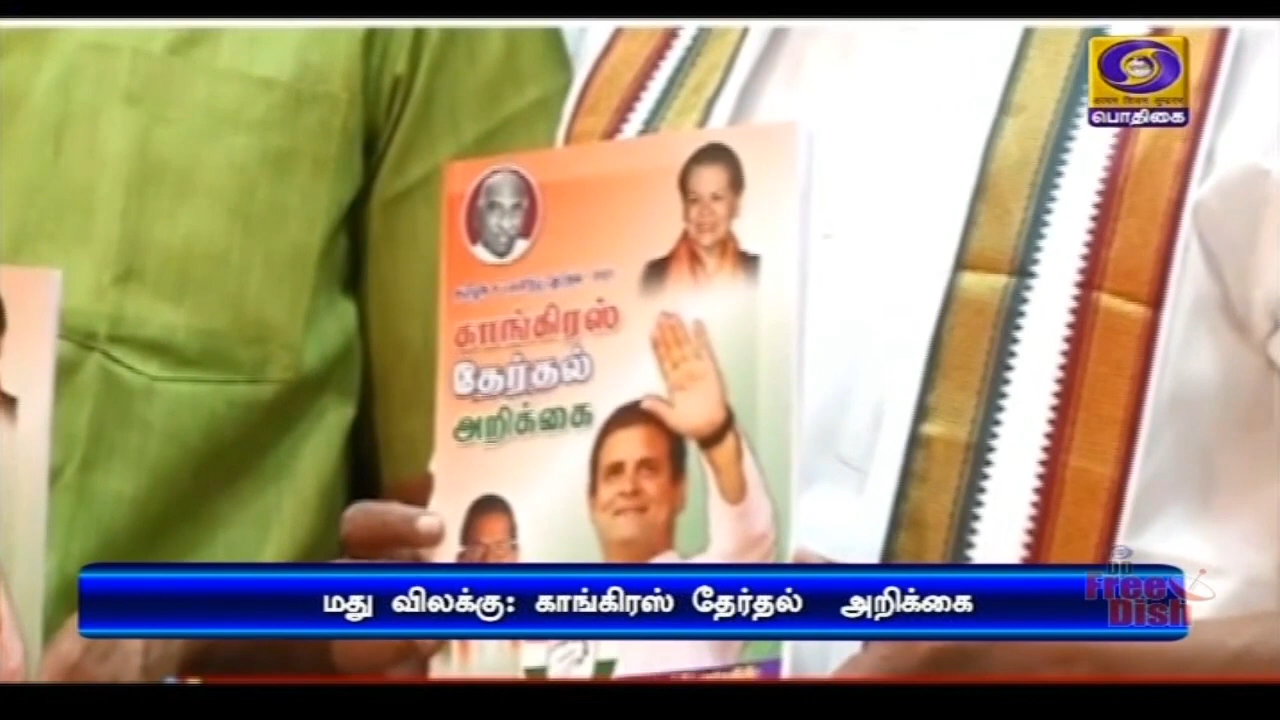 பொதிகை
காங்கிரஸ்
தேர்தல்
அறிக்கை
மது விலக்கு: காங்கிரஸ் தேர்தல் அறிக்கை
Free
Dish